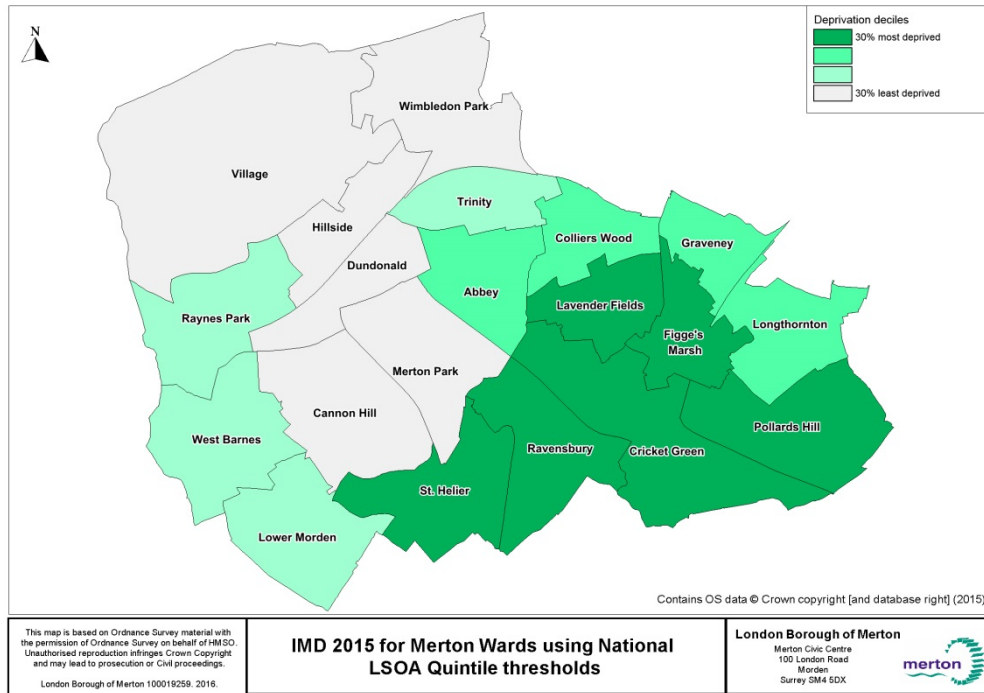 N
Deprivation deciles
30% most deprived
30% least deprived
Wimbledon Park
Village
Trinity
Hillside
Colliers Wood
Graveney
Dundonald
Abbey
Lavender Fields
Raynes Park
Longthornton
Figge's
Marsh
Merton Park
Cannon Hill
Pollards Hill
West Barnes
Ravensbury
Cricket Green
St. Helier
Lower Morden
Contains OS data © Crown copyright [and database right] (2015)
This map is based on Ordnance Survey material with
the permission of Ordnance Survey on behalf of HMSO.
Unauthorised reproduction infringes Crown Copyright
and may lead to prosecution or Civil proceedings.
London Borough of Merton 100019259. 2016.
IMD 2015 for Merton Wards using National
LSOA Quintile thresholds
London Borough of Merton
Merton Civic Centre
100 London Road
Morden
Surrey SM4 5DX
merton